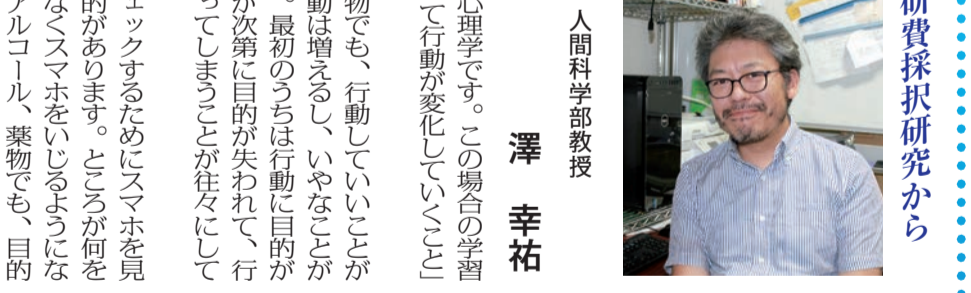 研費採択研究から
人間科学部教授
澤 幸祐
心理学です。この場合の学習
て行動が変化していくこと」
物でも、行動していいことが
動は増えるし、いやなことが
。最初のうちは行動に目的が
が次第に目的が失われて、行
ってしまうことが往々にして
ェックするためにスマホを見
的があります。ところが何を
なくスマホをいじるようにな
アルコール、薬物でも、目的